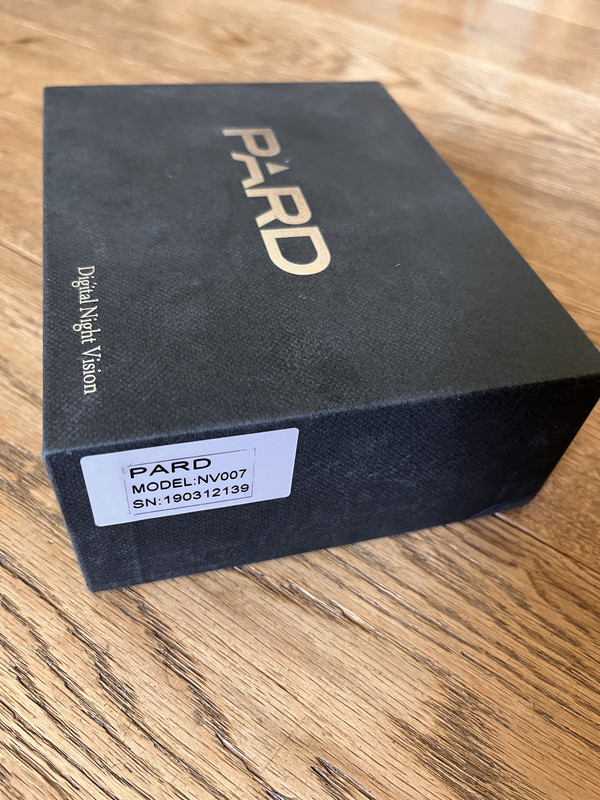 PARD
Digital Night Vision
PARD
MODEL:NV007
SN:190312139